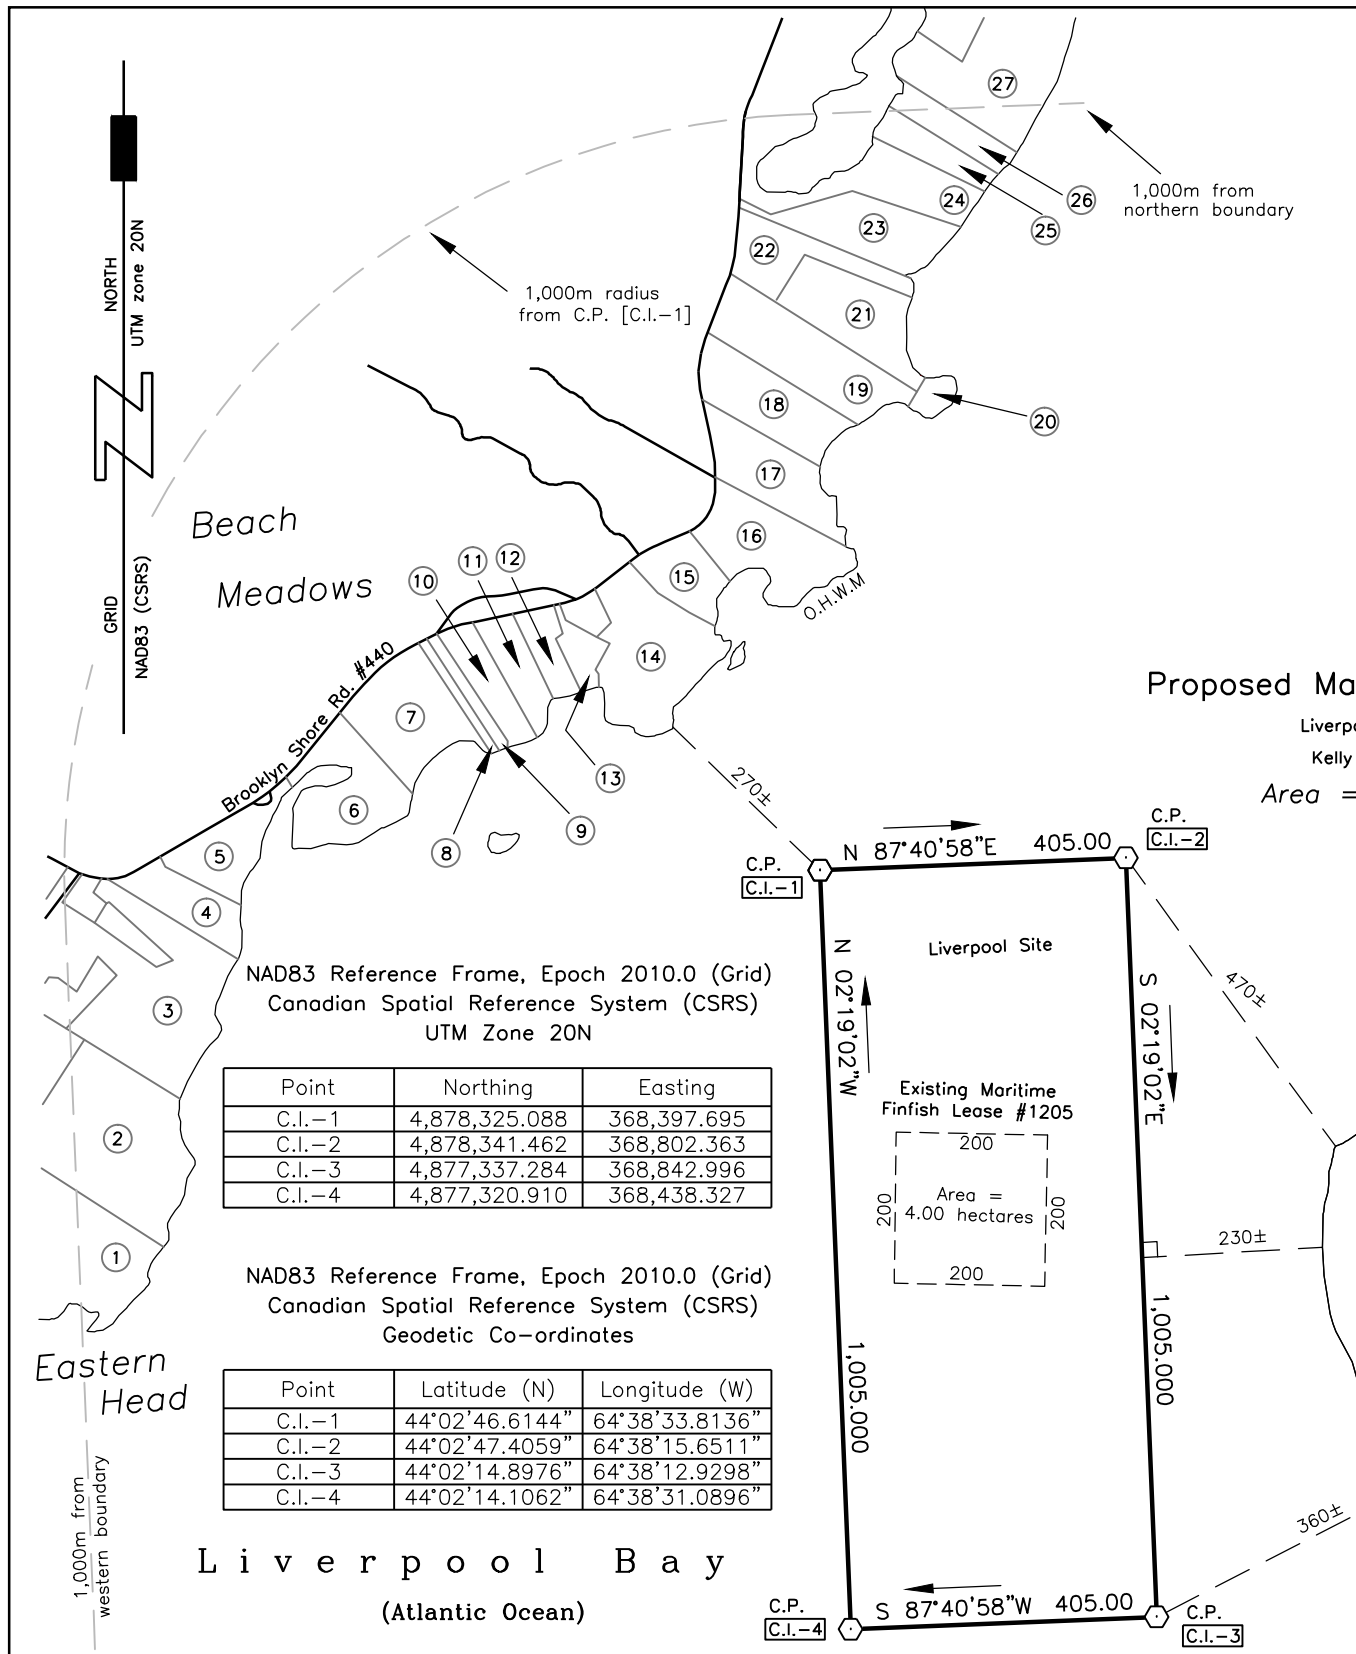 27
26
1,000m from
northern boundary
24
25
23
22
NORTH
UTM zone 20N
1,000m radius
from C.P. [C.I.-1]
21
19
18
20
17
Beach
Meadows
16
11
12
10
15
O.H.W.M
GRID
NAD83 (CSRS)
14
Brooklyn Shore Rd. #440
7
13
6
9
8
5
4
3
2
1
270±
Proposed Ma
Liverpo
Kelly
Area =
C.P.
C.I.-2
C.P.
C.I.-1
N 87°40'58"E 405.00
Liverpool Site
N 02°19'02"W
S 02°19'02"E
470±
NAD83 Reference Frame, Epoch 2010.0 (Grid)
Canadian Spatial Reference System (CSRS)
UTM Zone 20N
Point Northing Easting
C.I.-1 4,878,325.088 368,397.695
C.I.-2 4,878,341.462 368,802.363
C.I.-3 4,877,337.284 368,842.996
C.I.-4 4,877,320.910 368,438.327
Existing Maritime
Finfish Lease #1205
200
200
Area =
4.00 hectares
200
200
230±
NAD83 Reference Frame, Epoch 2010.0 (Grid)
Canadian Spatial Reference System (CSRS)
Geodetic Co-ordinates
Point Latitude (N) Longitude (W)
C.I.-1 44°02'46.6144" 64°38'33.8136"
C.I.-2 44°02'47.4059" 64°38'15.6511"
C.I.-3 44°02'14.8976" 64°38'12.9298"
C.I.-4 44°02'14.1062" 64°38'31.0896"
1,005.000
1,005.000
Eastern
Head
1,000m from
western boundary
360±
Liverpool Bay
(Atlantic Ocean)
C.P.
C.I.-4
S 87°40'58"W 405.00
C.P.
C.I.-3